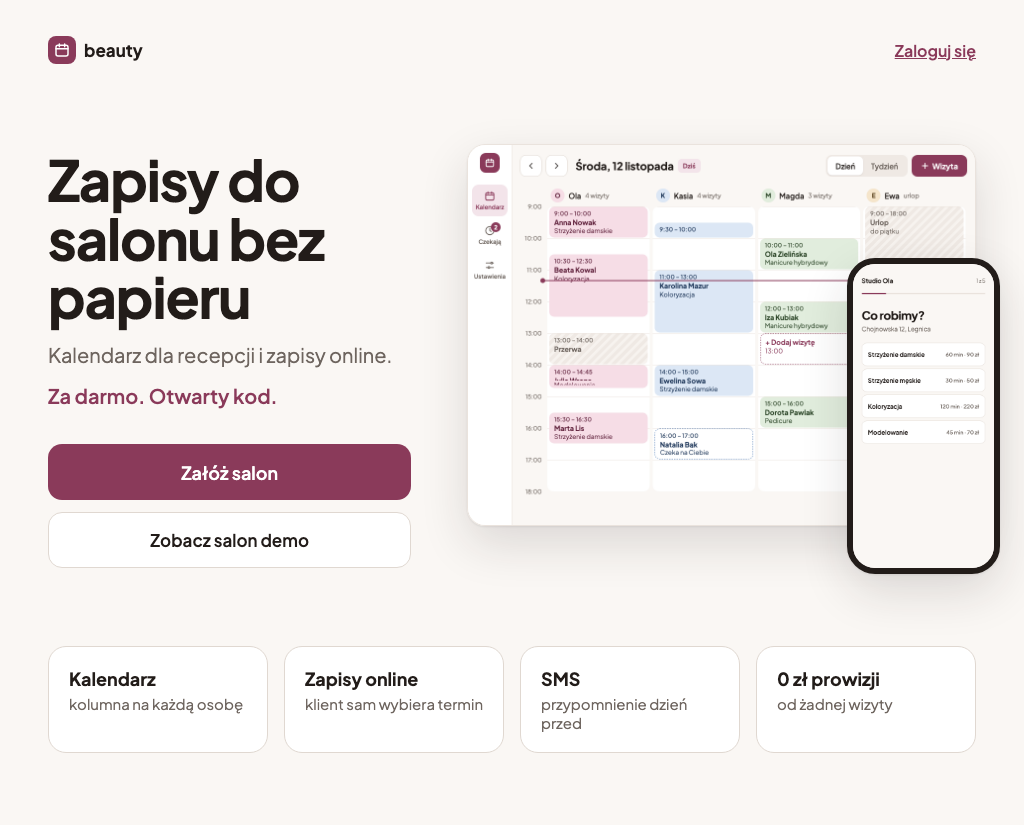 beauty
Zaloguj się
Zapisy do
salonu bez
papieru
Kalendarz dla recepcji i zapisy online.
Za darmo. Otwarty kod.
Załóż salon
Zobacz salon demo
Kalendarz
2
Czekają
Ustawienia
Środa, 12 listopada
Dziś
Dzień
Tydzień
+ Wizyta
O Ola 4 wizyty
K Kasia 4 wizyty
M Magda 3 wizyty
E Ewa urlop
9:00
10:00
11:00
12:00
13:00
14:00
15:00
16:00
17:00
18:00
9:00 – 10:00
Anna Nowak
Strzyżenie damskie
10:30 – 12:30
Beata Kowal
Koloryzacja
13:00 – 14:00
Przerwa
14:00 – 14:45
15:30 – 16:30
Marta Lis
Strzyżenie damskie
9:30 – 10:00
11:00 – 13:00
Karolina Mazur
Koloryzacja
14:00 – 15:00
Ewelina Sowa
Strzyżenie damskie
16:00 – 17:00
Natalia Bąk
Czeka na Ciebie
10:00 – 11:00
Ola Zielińska
Manicure hybrydowy
12:00 – 13:00
Iza Kubiak
Manicure hybrydowy
+ Dodaj wizytę
13:00
15:00 – 16:00
Dorota Pawlak
Pedicure
9:00 – 18:00
Urlop
do piątku
Studio Ola
1 z 5
Co robimy?
Chojnowska 12, Legnica
Strzyżenie damskie 60 min · 90 zł
Strzyżenie męskie 30 min · 50 zł
Koloryzacja 120 min · 220 zł
Modelowanie 45 min · 70 zł
Kalendarz
kolumna na każdą osobę
Zapisy online
klient sam wybiera termin
SMS
przypomnienie dzień
przed
0 zł prowizji
od żadnej wizyty